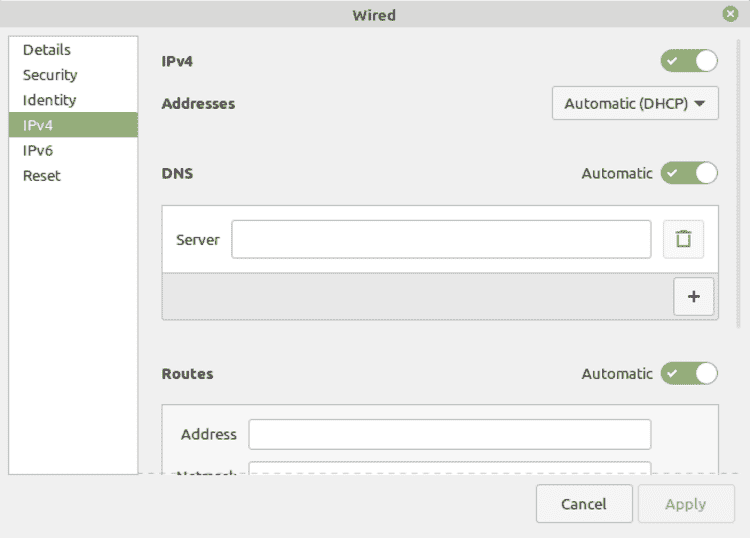 Wired
Details
Security
Identity
IPv4
IPv6
Reset
IPv4
Addresses
Automatic (DHCP)
DNS
Automatic
Server
+
Routes
Automatic
Address
Netmask
Cancel
Apply